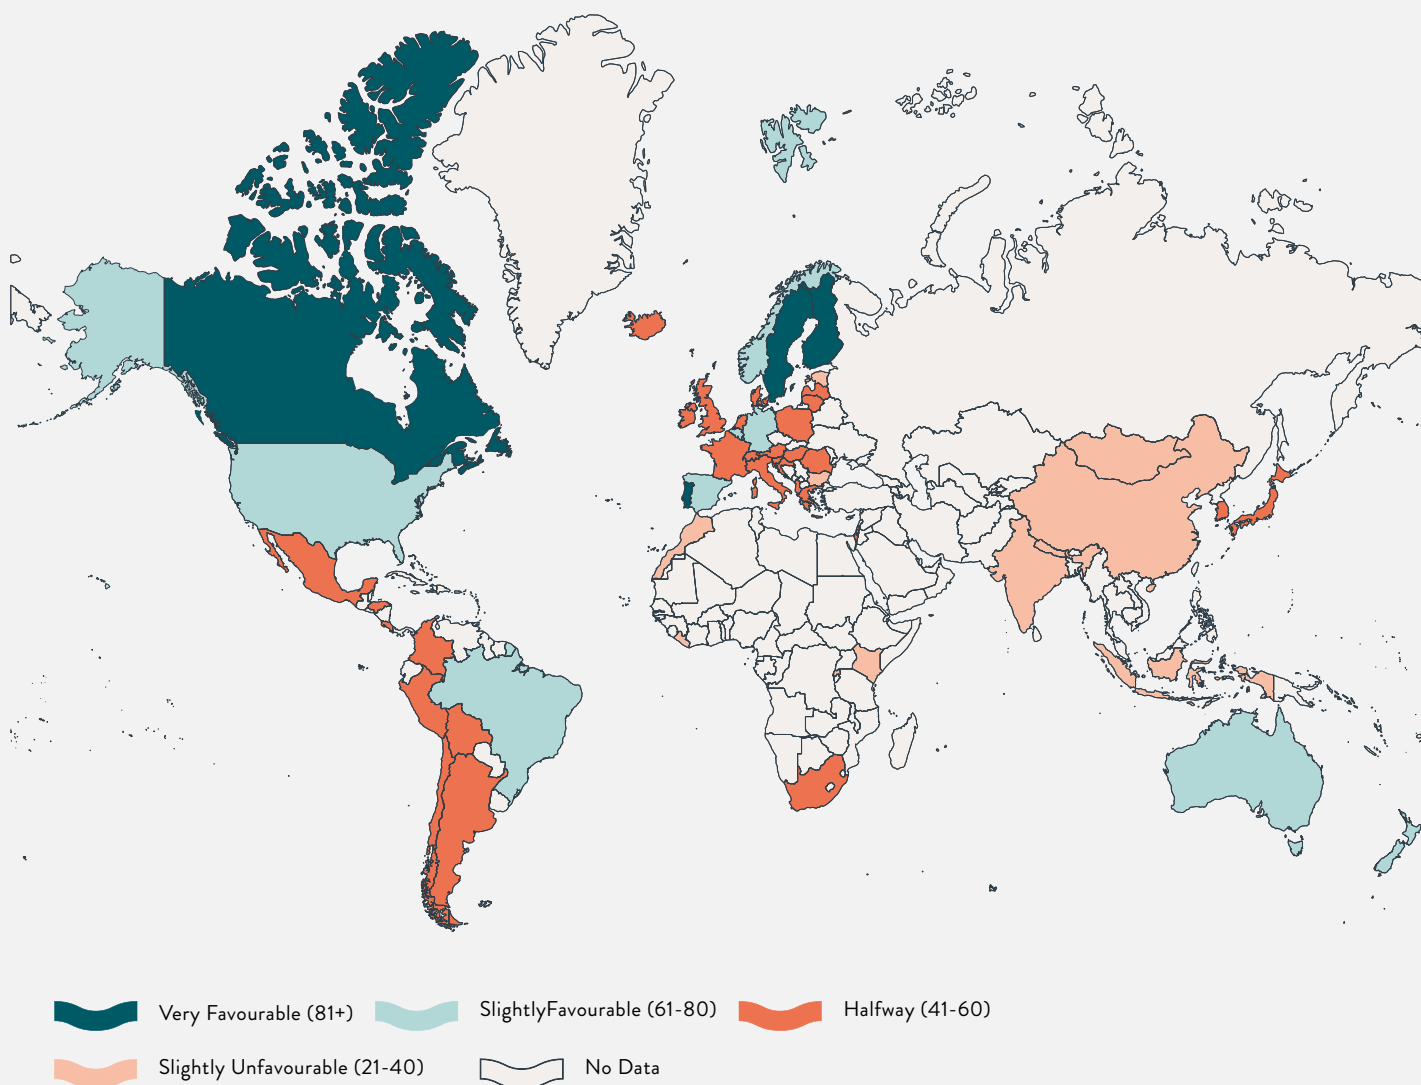 Very Favourable (81+)
SlightlyFavourable (61-80)
Halfway (41-60)
Slightly Unfavourable (21-40)
No Data